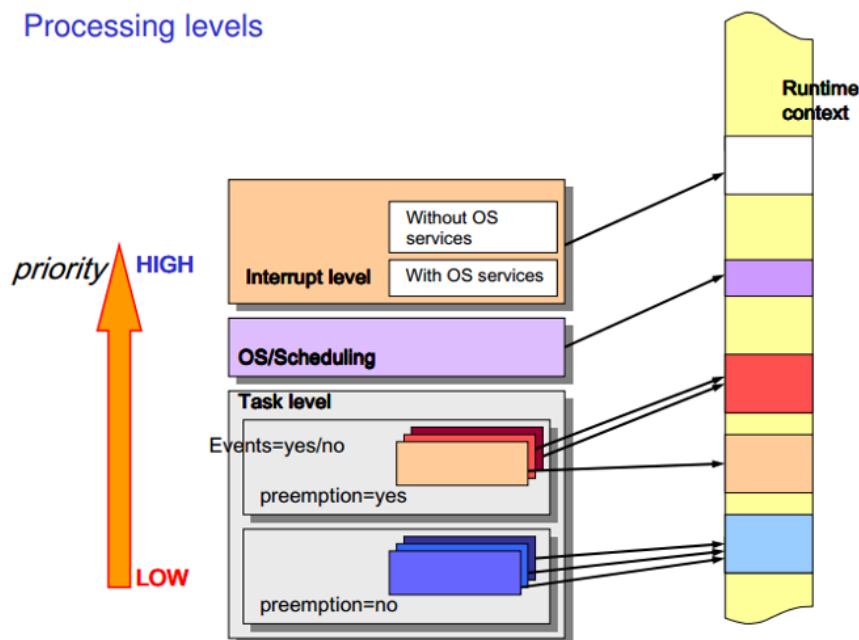 Processing levels
Runtime
context
Without OS
services
priority
HIGH
Interrupt level
With OS services
OS/Scheduling
Task level
Events=yes/no
preemption=yes
LOW
preemption=no